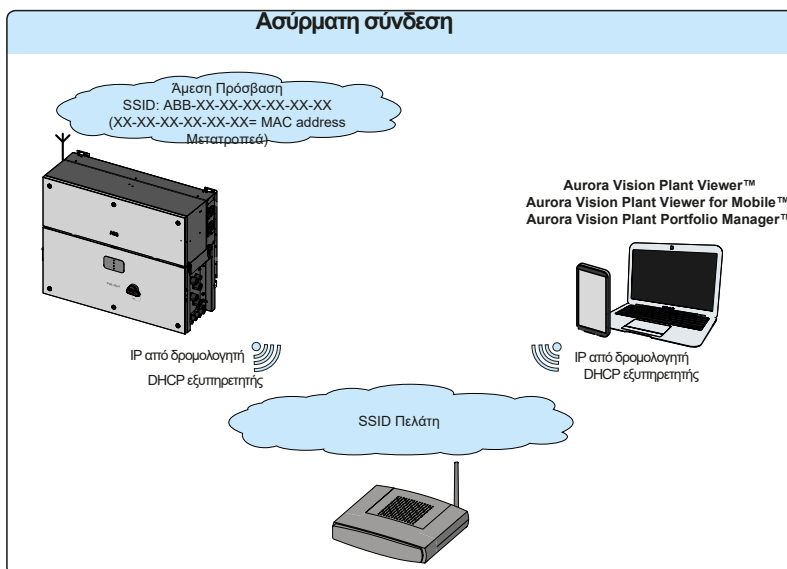 Ασύρματη σύνδεση
Άμεση Πρόσβαση
SSID: ABB-XX-XX-XX-XX-XX-XX
(XX-XX-XX-XX-XX-XX= MAC address
Μετατροπεά)
ABB
Aurora Vision Plant Viewer™
Aurora Vision Plant Viewer for Mobile™
Aurora Vision Plant Portfolio Manager™
IP από δρομολογητή
DHCP εξυπηρετητής
IP από δρομολογητή
DHCP εξυπηρετητής
SSID Πελάτη